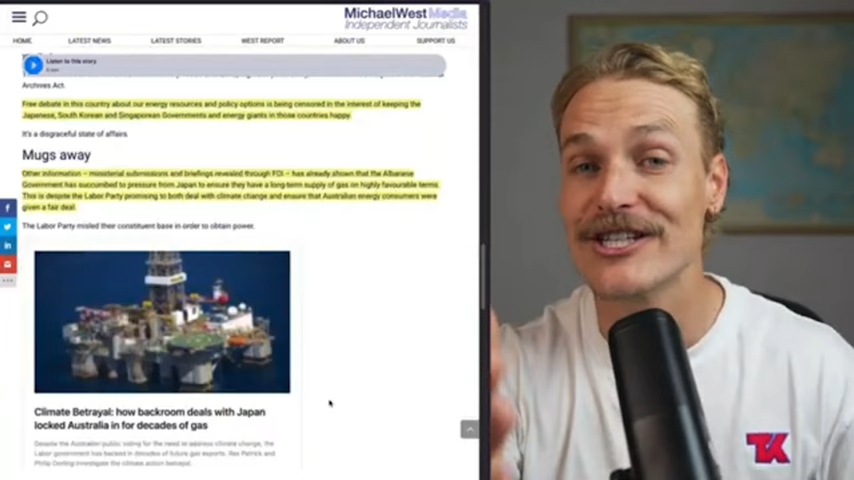 MichaelWest Media
Independent Journalists
HOME
LATEST NEWS
LATEST STORIES
WEST REPORT
ABOUT US
SUPPORT US
Listen to this story
Archives Act.
Free debate in this country about our energy resources and policy options is being censored in the interest of keeping the
Japanese, South Korean and Singaporean Governments and energy giants in those countries happy.
It's a disgraceful state of affairs.
Mugs away
Other information – ministerial submissions and briefings revealed through FOI – has already shown that the Albanese
Government has succumbed to pressure from Japan to ensure they have a long-term supply of gas on highly favourable terms.
This is despite the Labor Party promising to both deal with climate change and ensure that Australian energy consumers were
given a fair deal.
The Labor Party misled their constituent base in order to obtain power.
Climate Betrayal: how backroom deals with Japan
locked Australia in for decades of gas
Despite the Australian public voting for the need to address climate change, the
Labor government has backed in decades of future gas exports. Rex Patrick and
Philip Dorling investigate the climate action betrayal.
TK